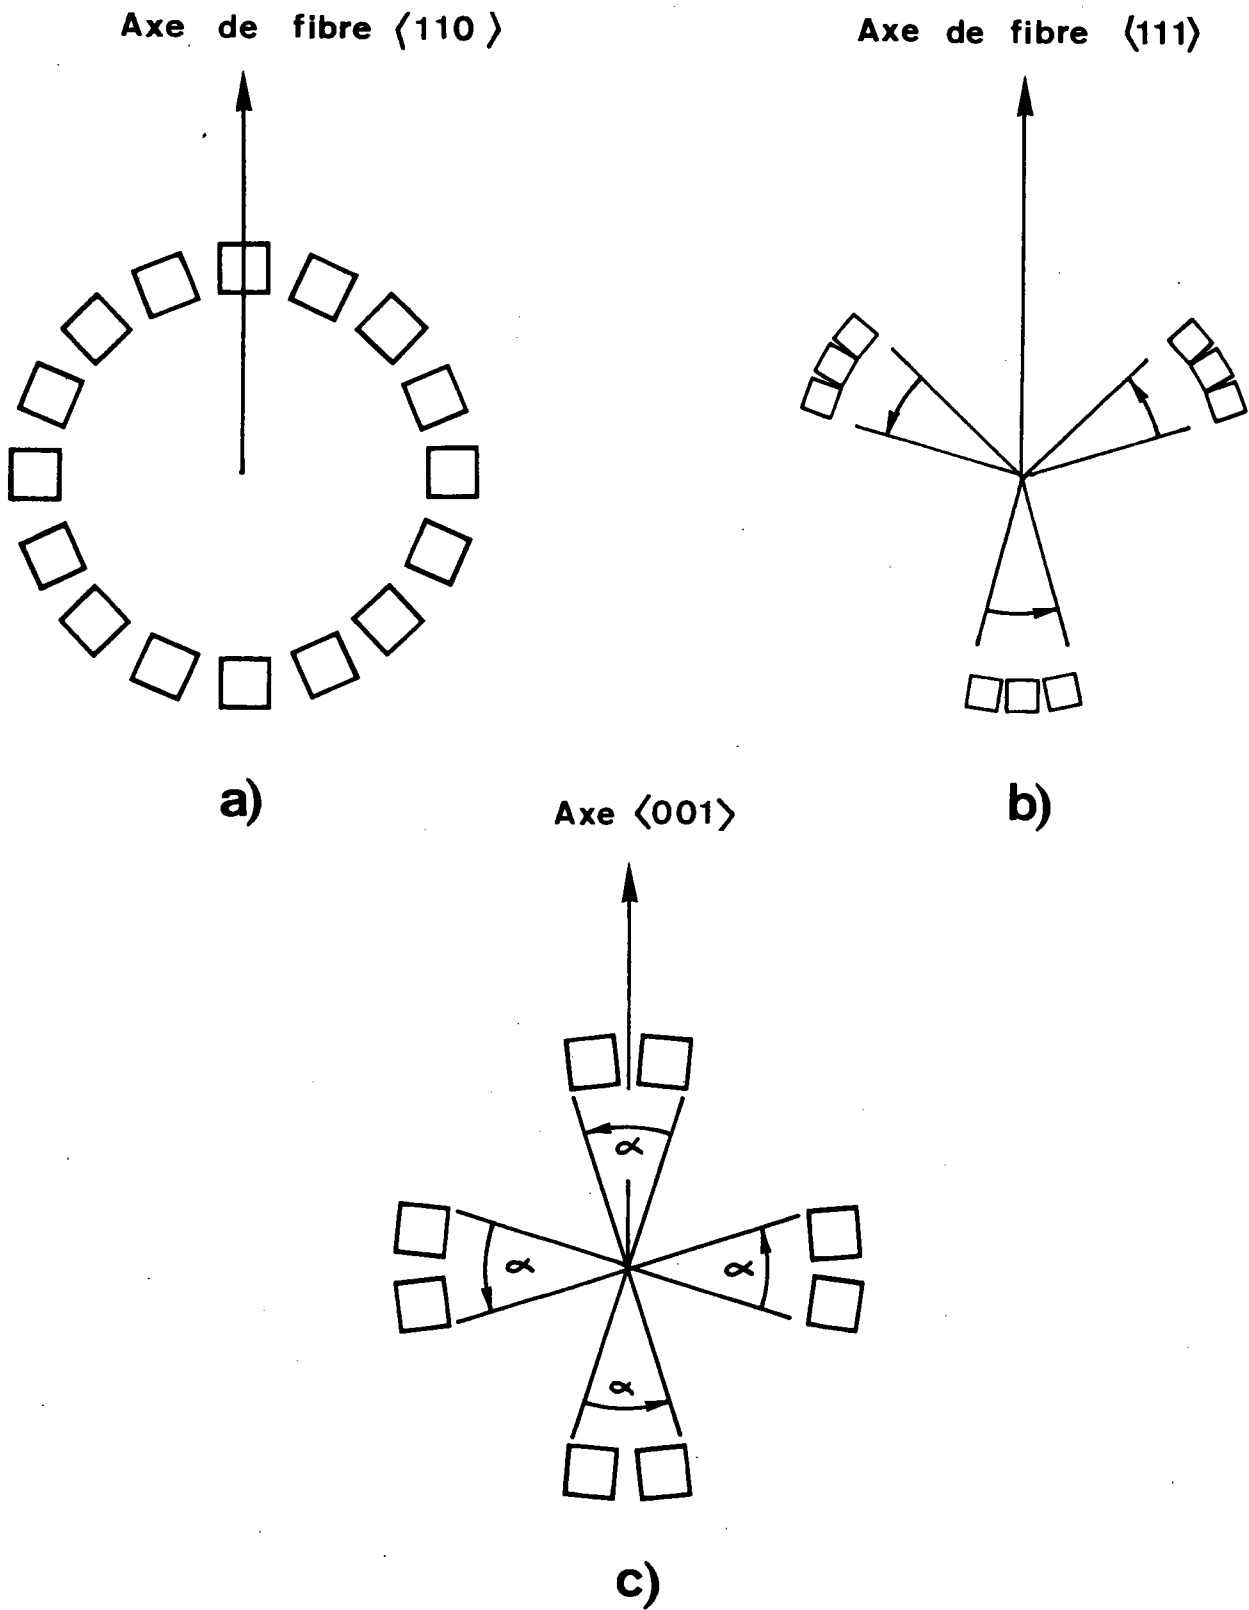 Axe de fibre ⟨110⟩
Axe de fibre ⟨111⟩
a)
b)
Axe ⟨001⟩
α
α
α
α
c)